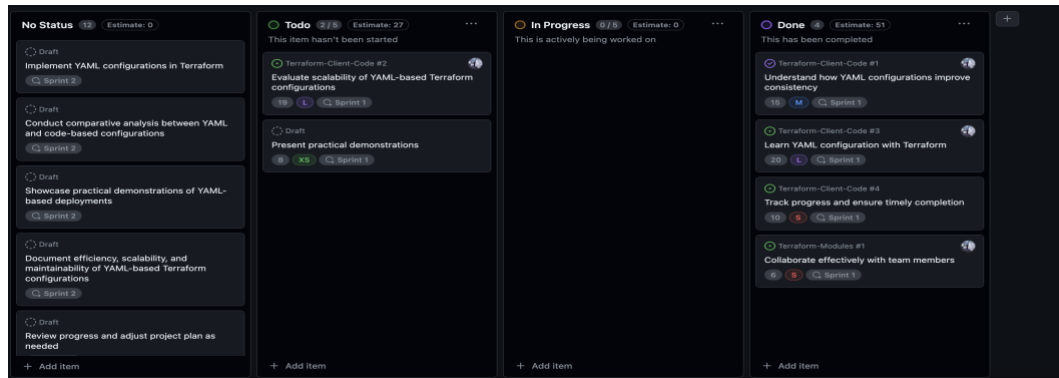 No Status 12 Estimate: 0
Draft
Implement YAML configurations in Terraform
Sprint 2
Draft
Conduct comparative analysis between YAML
and code-based configurations
Sprint 2
Draft
Showcase practical demonstrations of YAML-
based deployments
Sprint 2
Draft
Document efficiency, scalability, and
maintainability of YAML-based Terraform
configurations
Sprint 2
Draft
Review progress and adjust project plan as
needed
+ Add item
Todo 2 / 5 Estimate: 27 ...
This item hasn't been started
Terraform-Client-Code #2
Evaluate scalability of YAML-based Terraform
configurations
19 L Sprint 1
Draft
Present practical demonstrations
8 XS Sprint 1
+ Add item
In Progress 0 / 5 Estimate: 0 ...
This is actively being worked on
+ Add item
Done 4 Estimate: 51 ...
This has been completed
Terraform-Client-Code #1
Understand how YAML configurations improve
consistency
15 M Sprint 1
Terraform-Client-Code #3
Learn YAML configuration with Terraform
20 L Sprint 1
Terraform-Client-Code #4
Track progress and ensure timely completion
10 S Sprint 1
Terraform-Modules #1
Collaborate effectively with team members
6 S Sprint 1
+ Add item
+